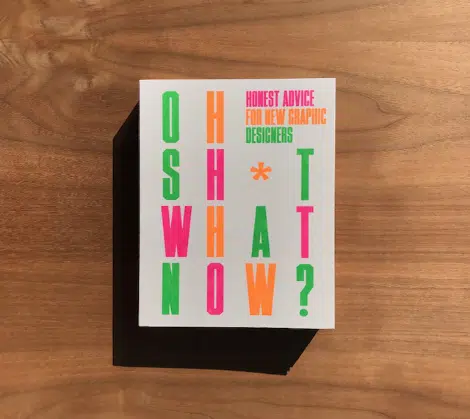 OH
HONEST ADVICE
FOR NEW GRAPHIC
DESIGNERS
SH*T
WHAT
NOW?